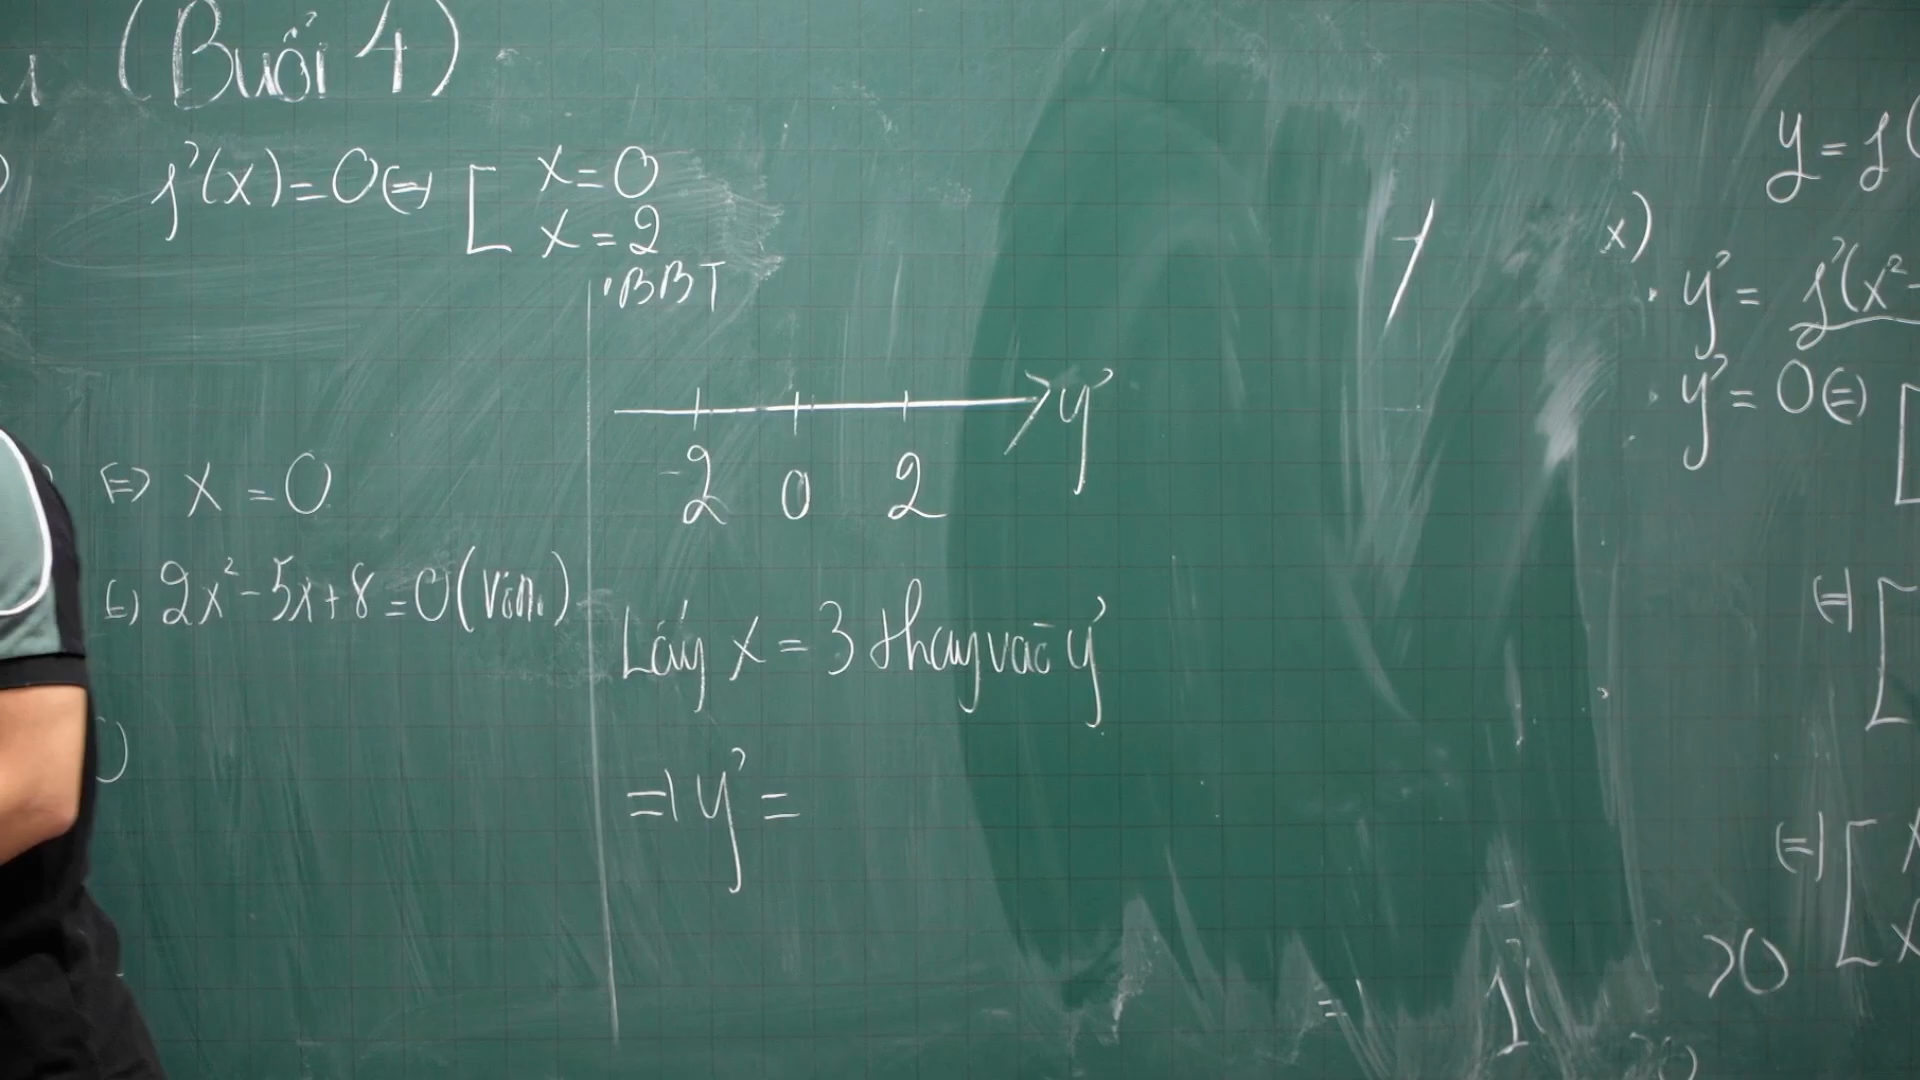 (Buổi 4)
f'(x)=0 ⇔ [ x=0
x=2
BBT
y'
-2 0 2
⇔ x = 0
2x²-5x+8=0 (Vôn.)
Lấy x = 3 thay vào y'
⇒ y' =
y = f(
x)
y' = f'(x²-
y' = 0 ⇔ [
⇔ [
⇔ [
>0